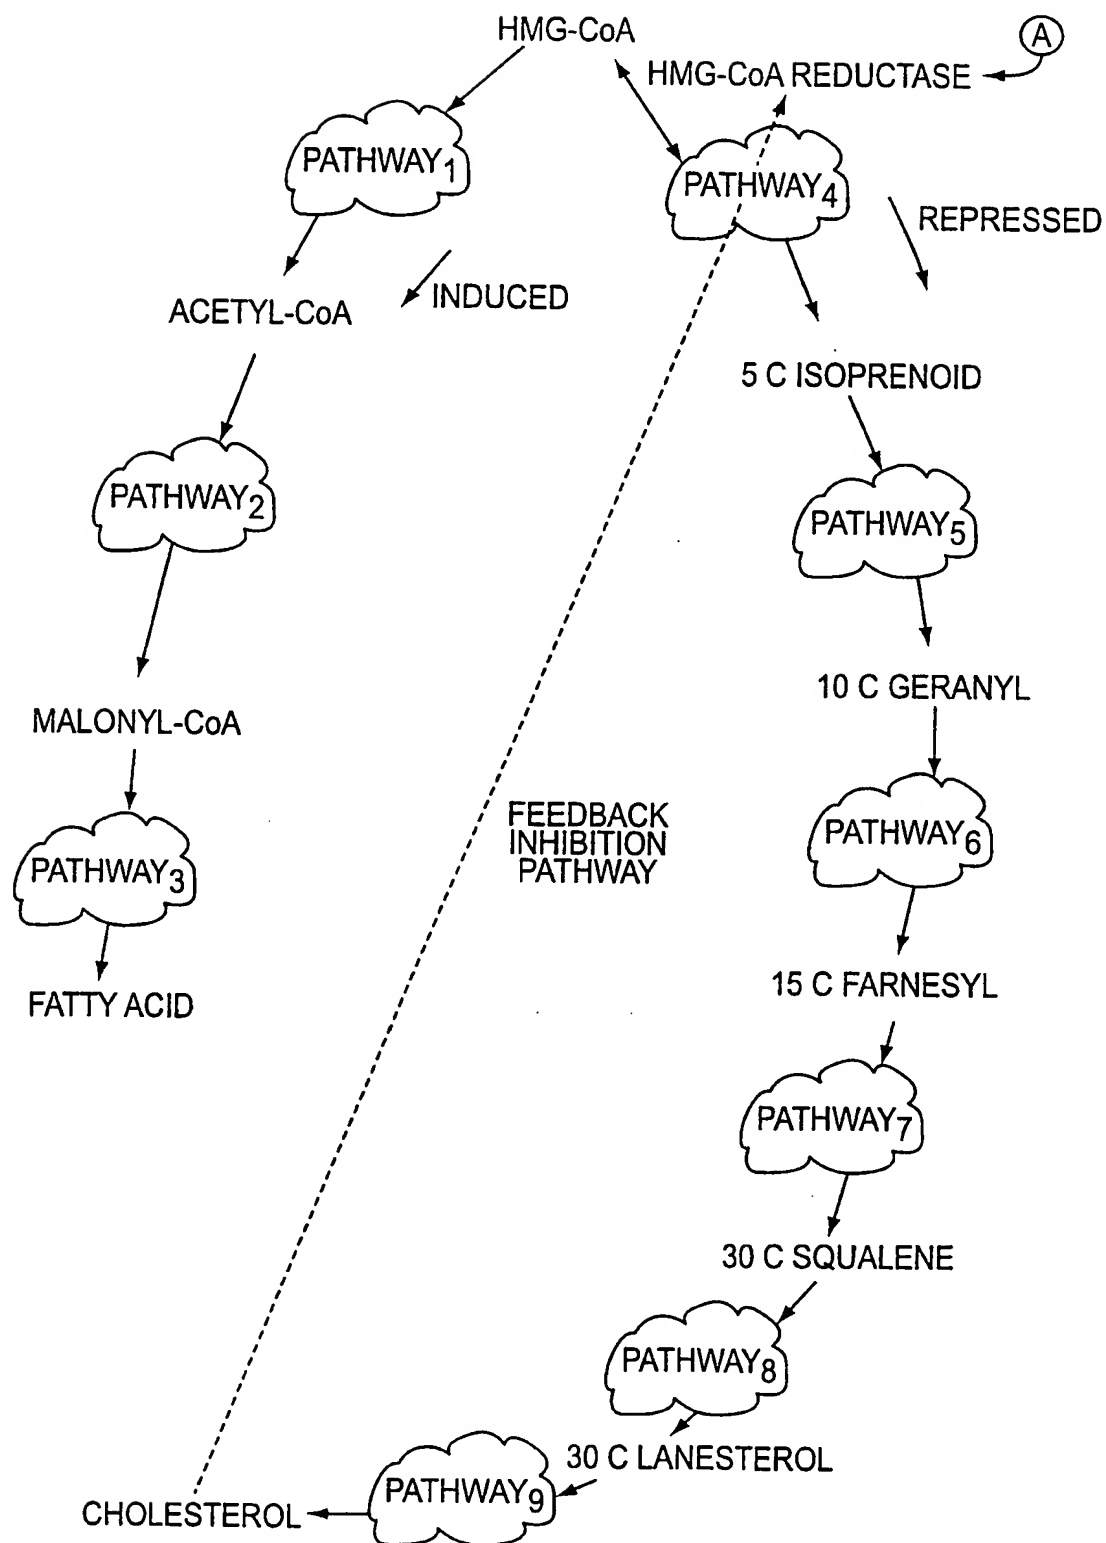 HMG-CoA
A
HMG-CoA REDUCTASE
PATHWAY1
PATHWAY4
REPRESSED
INDUCED
ACETYL-CoA
5 C ISOPRENOID
PATHWAY2
PATHWAY5
10 C GERANYL
MALONYL-CoA
FEEDBACK
INHIBITION
PATHWAY
PATHWAY6
PATHWAY3
15 C FARNESYL
FATTY ACID
PATHWAY7
30 C SQUALENE
PATHWAY8
30 C LANESTEROL
PATHWAY9
CHOLESTEROL